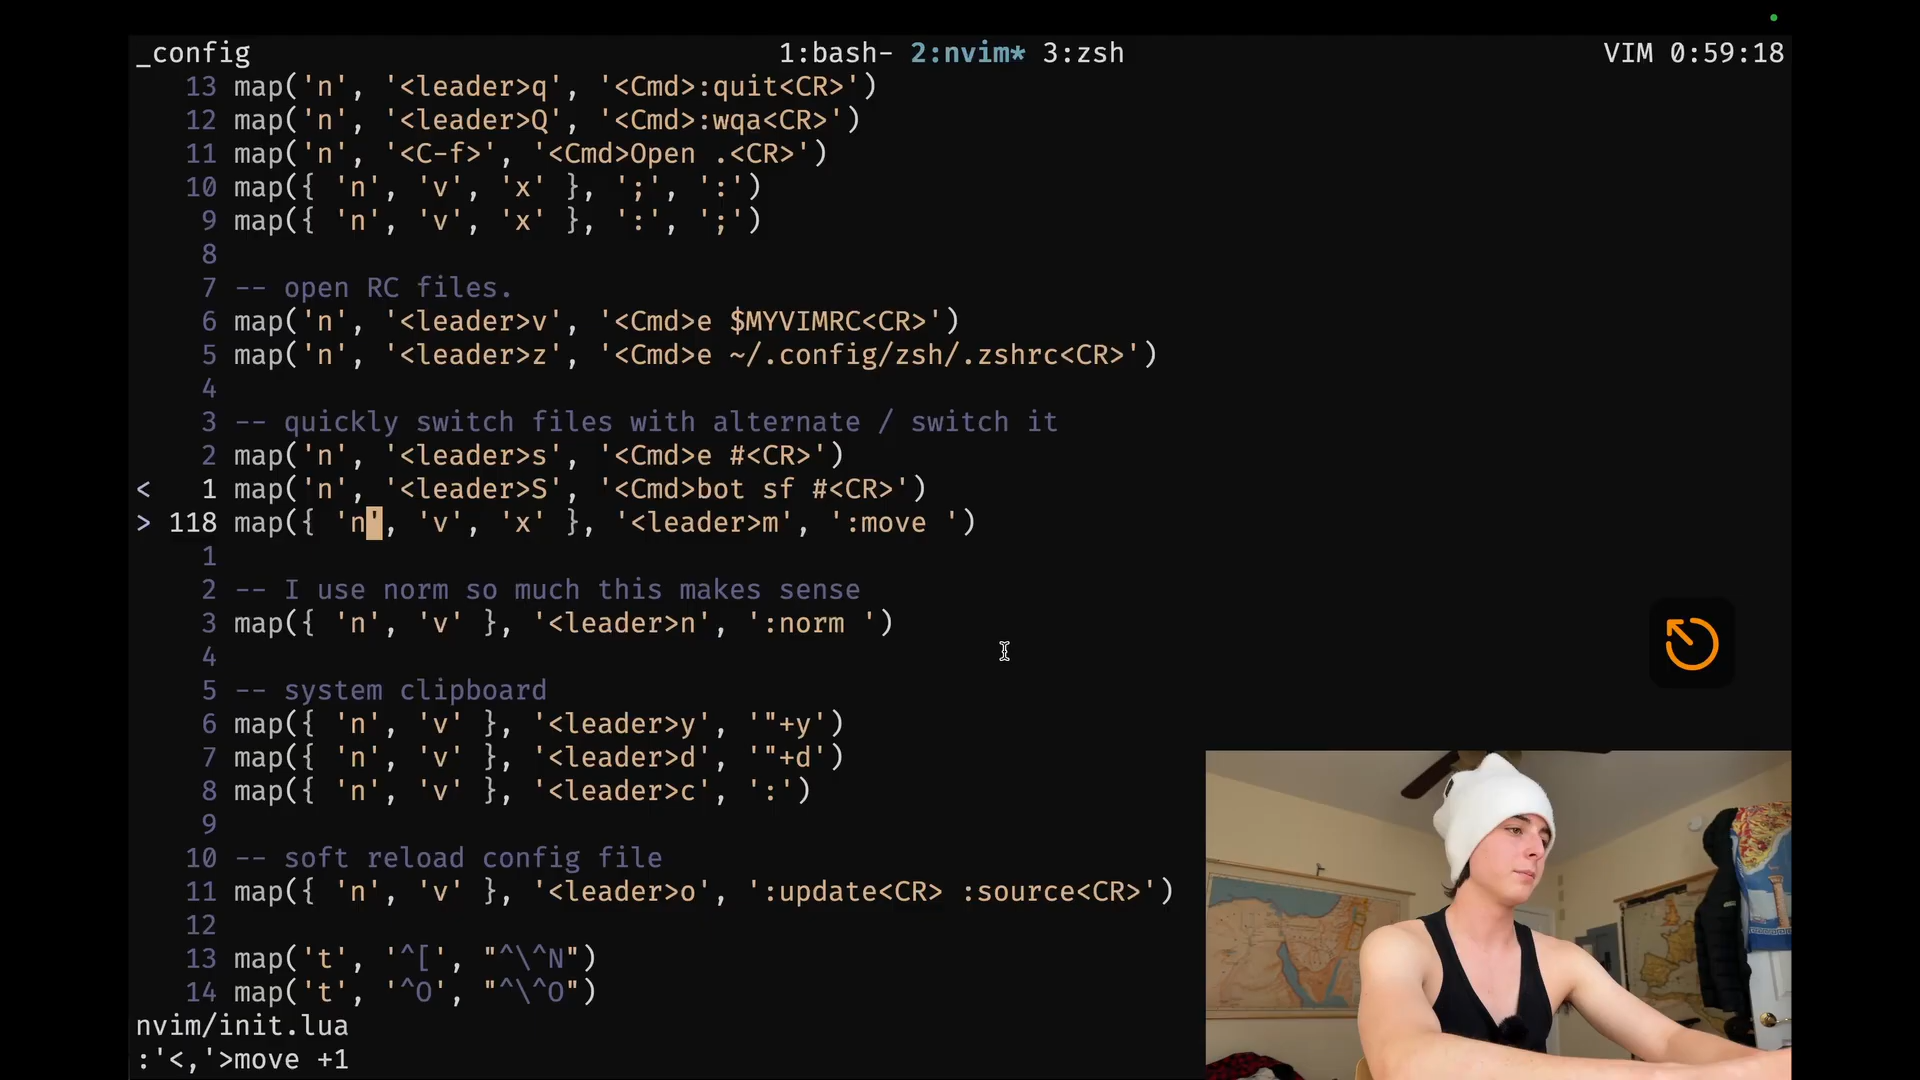 _config 1:bash- 2:nvim* 3:zsh VIM 0:59:18
13 map('n', '<leader>q', '<Cmd>:quit<CR>')
12 map('n', '<leader>Q', '<Cmd>:wqa<CR>')
11 map('n', '<C-f>', '<Cmd>Open .<CR>')
10 map({ 'n', 'v', 'x' }, ';', ':')
9 map({ 'n', 'v', 'x' }, ':', ';')
8
7 -- open RC files.
6 map('n', '<leader>v', '<Cmd>e $MYVIMRC<CR>')
5 map('n', '<leader>z', '<Cmd>e ~/.config/zsh/.zshrc<CR>')
4
3 -- quickly switch files with alternate / switch it
2 map('n', '<leader>s', '<Cmd>e #<CR>')
< 1 map('n', '<leader>S', '<Cmd>bot sf #<CR>')
> 118 map({ 'n', 'v', 'x' }, '<leader>m', ':move ')
1
2 -- I use norm so much this makes sense
3 map({ 'n', 'v' }, '<leader>n', ':norm ')
4
5 -- system clipboard
6 map({ 'n', 'v' }, '<leader>y', '"+y')
7 map({ 'n', 'v' }, '<leader>d', '"+d')
8 map({ 'n', 'v' }, '<leader>c', ':')
9
10 -- soft reload config file
11 map({ 'n', 'v' }, '<leader>o', ':update<CR> :source<CR>')
12
13 map('t', '^[', "^\^N")
14 map('t', '^O', "^\^O")
nvim/init.lua
:'<,'>move +1